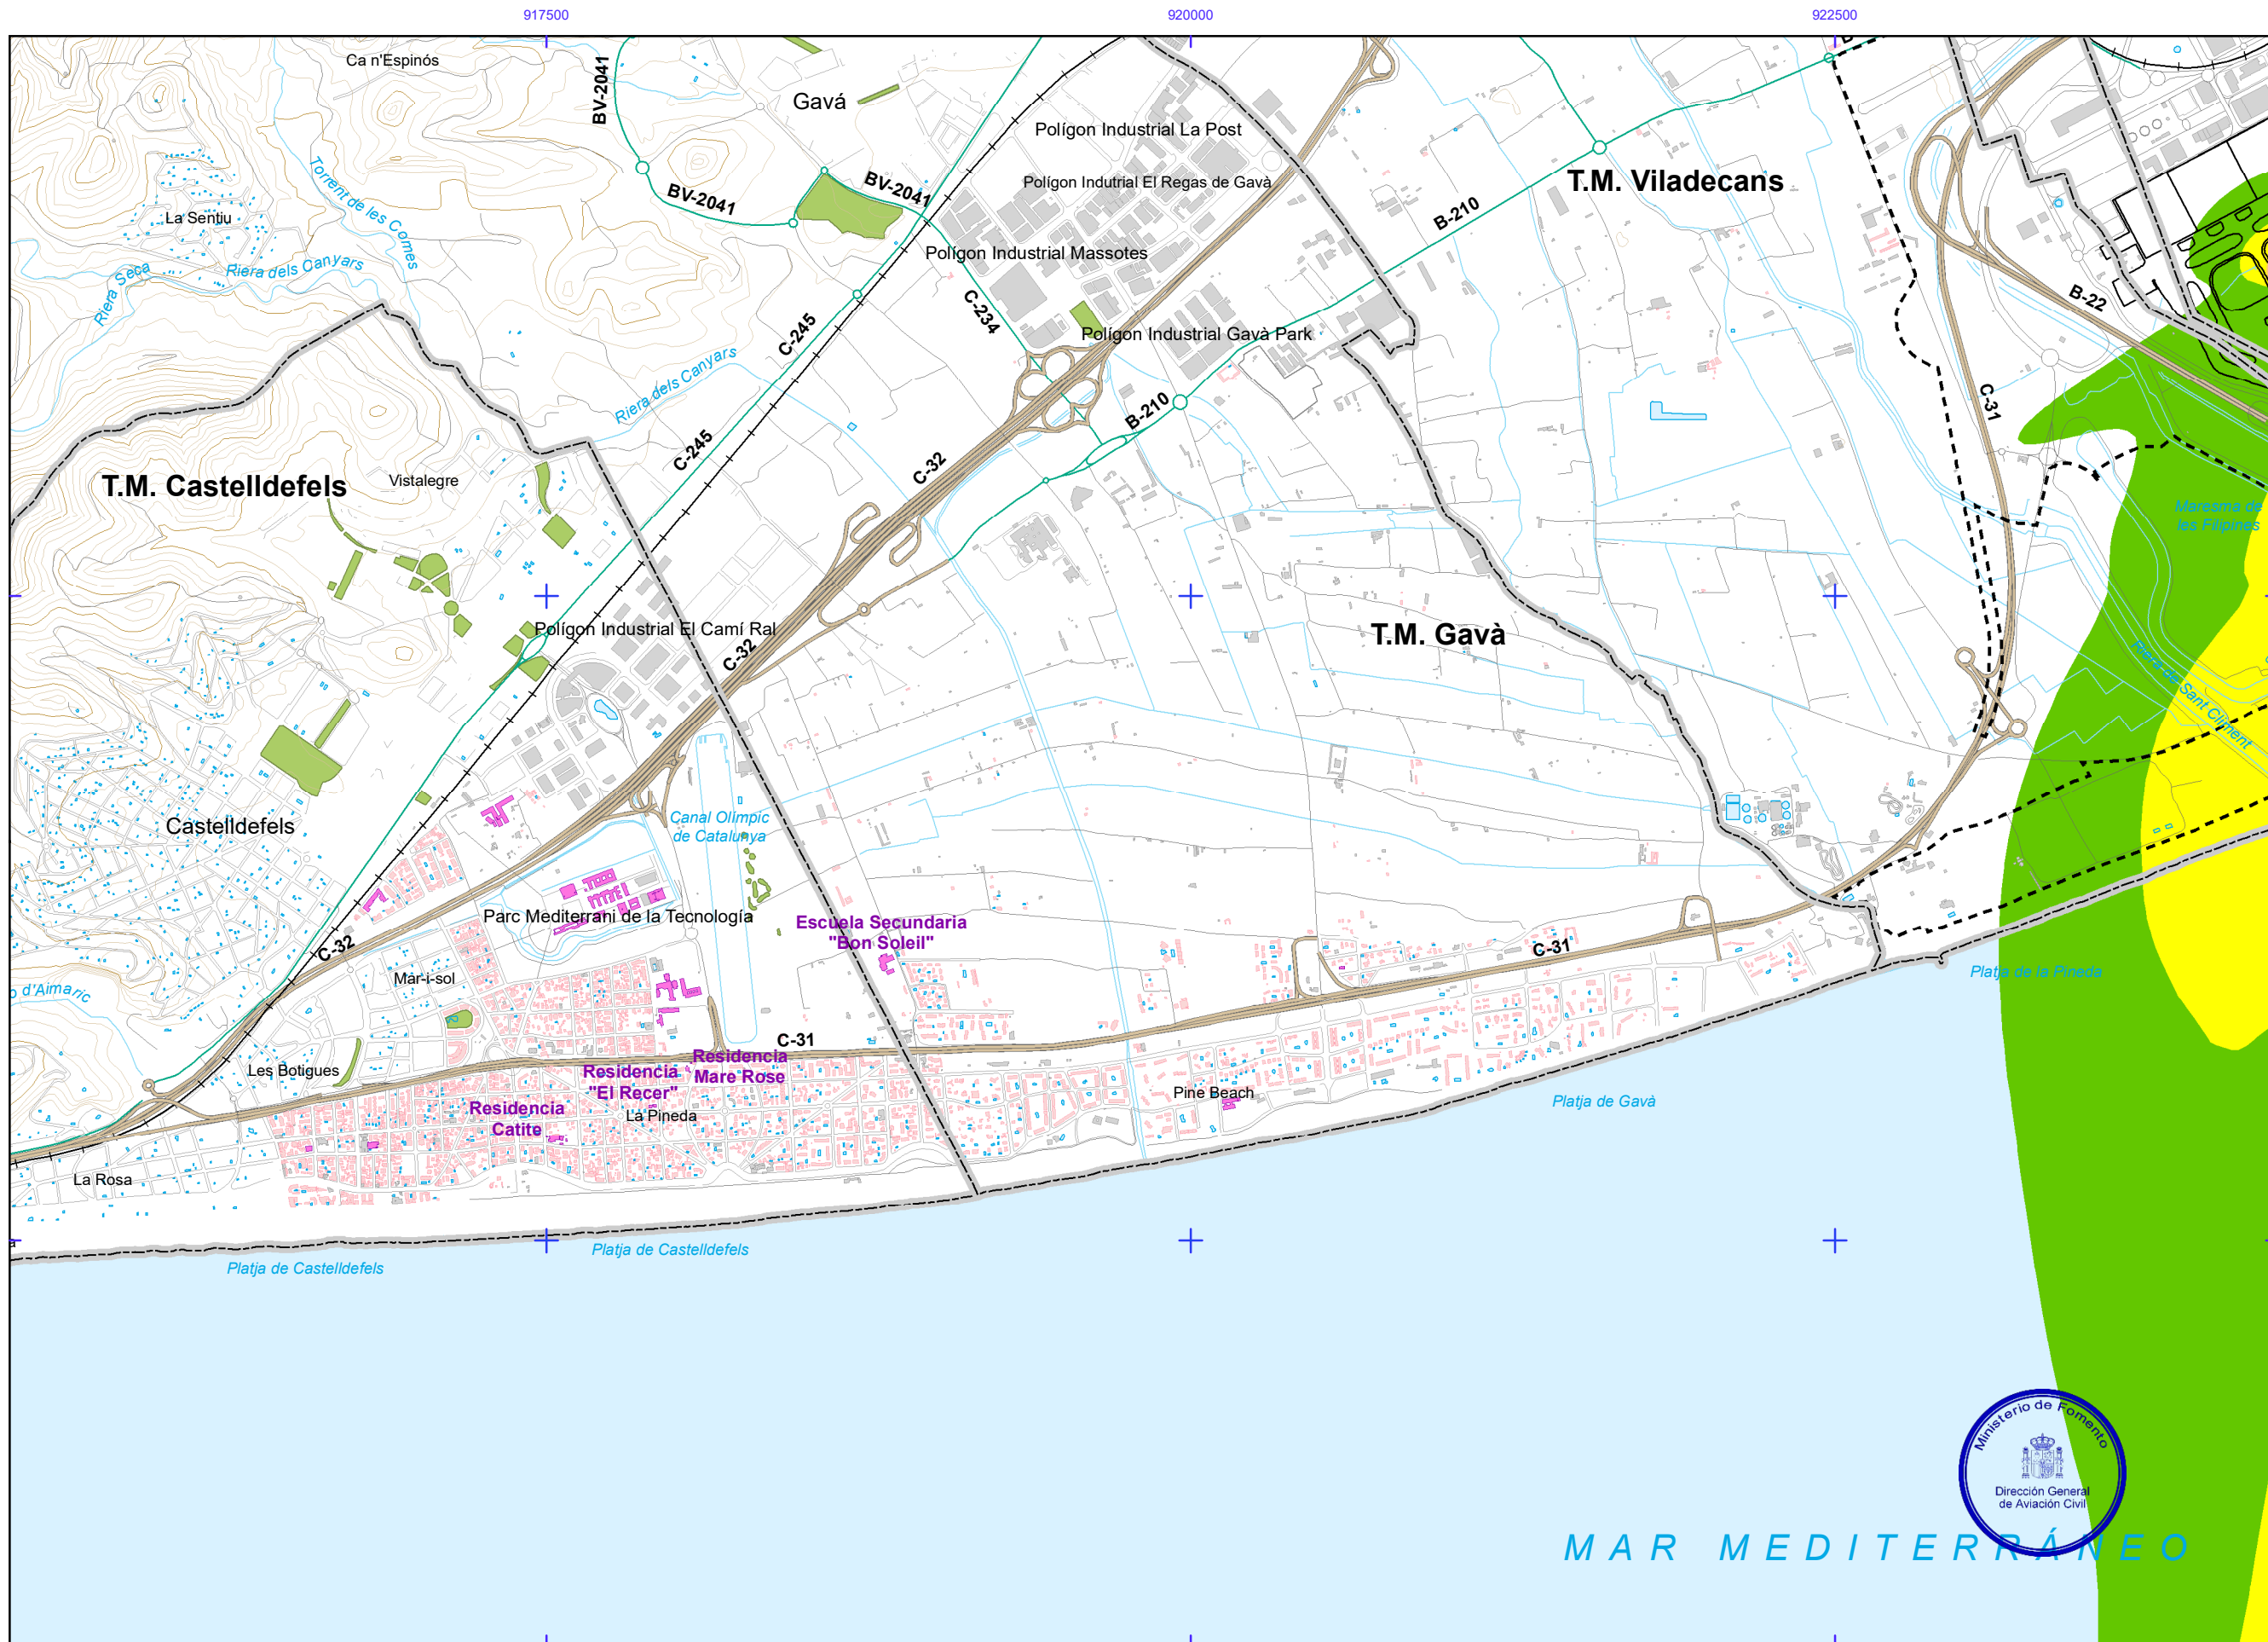 917500
920000
922500
Ca n'Espinós
BV-2041
Gavá
Polígon Industrial La Post
Polígon Indutrial El Regas de Gavà
T.M. Viladecans
Torrent de les Comes
BV-2041
BV-2041
B-210
La Sentiu
Polígon Industrial Massotes
Riera Seca
Riera dels Canyars
C-234
B-22
C-245
Polígon Industrial Gavà Park
Riera dels Canyars
B-210
C-31
C-245
C-32
T.M. Castelldefels
Vistalegre
Maresma de
les Filipines
Polígon Industrial El Camí Ral
T.M. Gavà
C-32
Riera de Sant Climent
Canal Olímpic
de Catalunya
Castelldefels
Parc Mediterrani de la Tecnología
Escuela Secundaria
"Bon Soleil"
C-32
C-31
Mar-i-sol
Platja de la Pineda
o d'Aimaric
C-31
Les Botigues
Residencia
Mare Rose
Residencia
"El Recer"
Pine Beach
Platja de Gavà
Residencia
Catite
La Pineda
La Rosa
a
Platja de Castelldefels
Platja de Castelldefels
Ministerio de Fomento
Dirección General
de Aviación Civil
MAR MEDITERRÁNEO